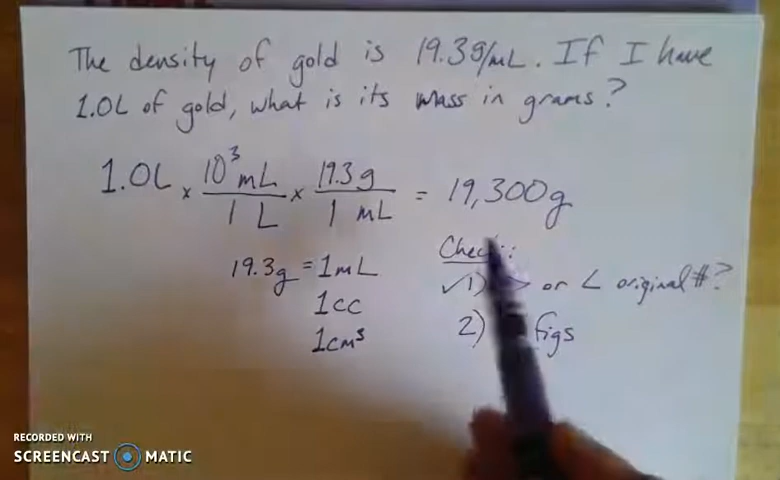 The density of gold is 19.3g/mL. If I have
1.0L of gold, what is its mass in grams?
1.0L x 10³ mL / 1 L x 19.3g / 1 mL = 19,300g
19.3g = 1mL
1cc
1cm³
✓1) > or < original #?
2) figs
RECORDED WITH
SCREENCAST MATIC